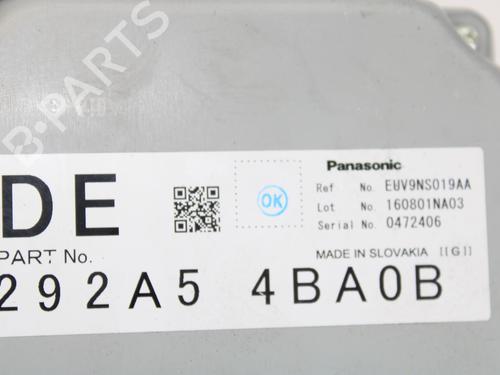 B-PARTS
DE
OK
Panasonic
Ref No. EUV9NS019AA
Lot No. 160801NA03
Serial No. 0472406
PART No.
MADE IN SLOVAKIA [[G]]
292A5 4BA0B